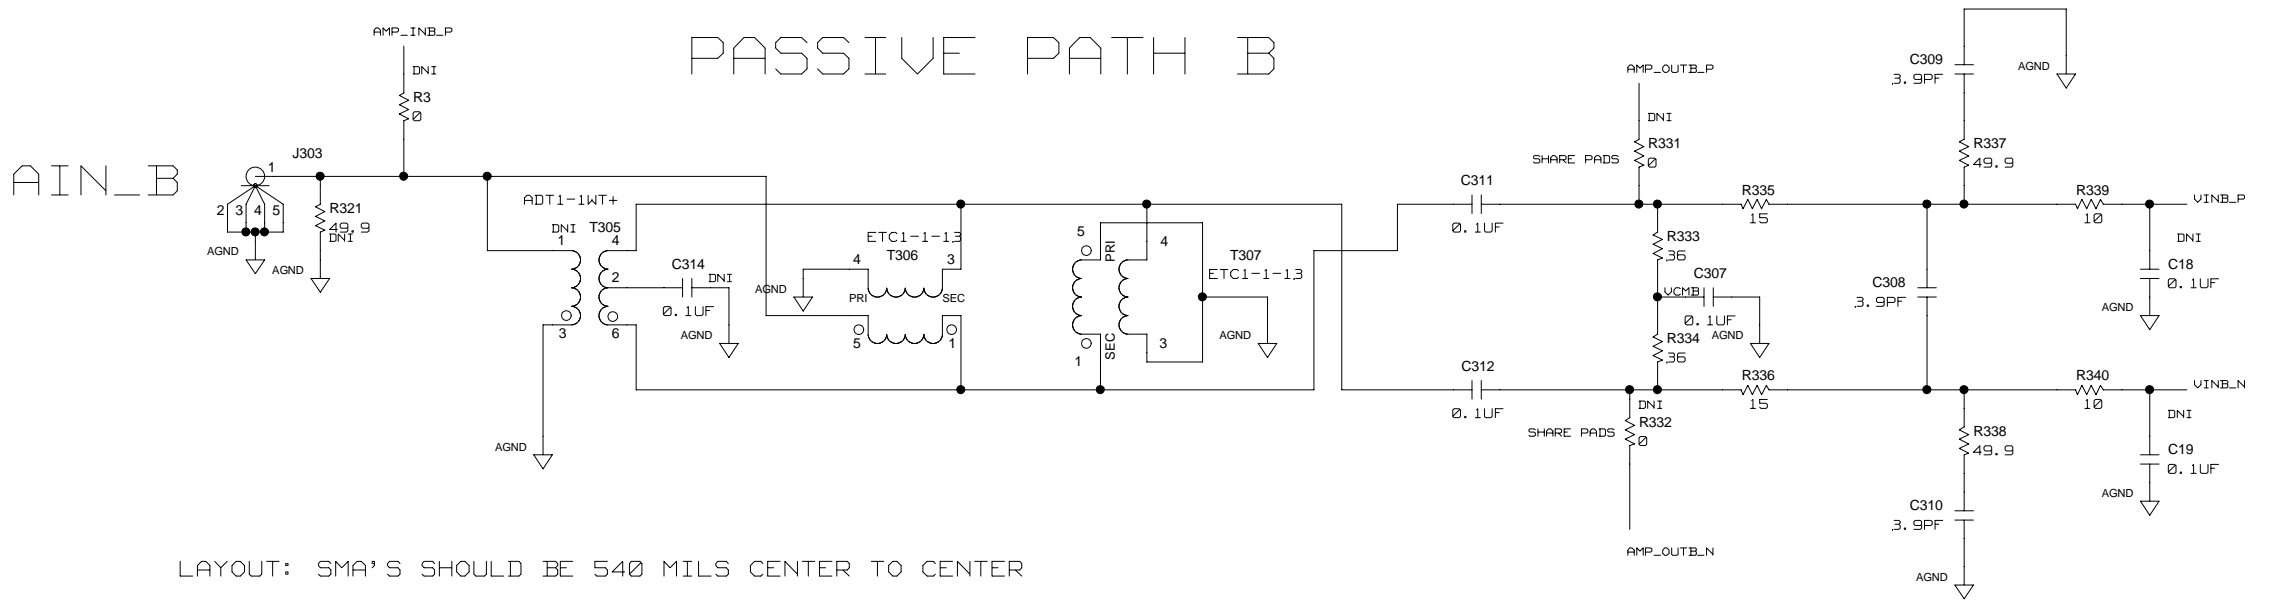 PASSIVE PATH B
AMP_INB_P
DNI
R3
0
AIN_B
J303
1
2
3
4
5
AGND
R321
49.9
DNI
AGND
ADT1-1WT+
DNI
T305
1
4
2
3
6
AGND
C314
DNI
0.1UF
AGND
ETC1-1-13
T306
4
3
AGND
PRI
SEC
5
1
5
PRI
4
T307
ETC1-1-13
AGND
1
SEC
3
C311
0.1UF
C312
0.1UF
AMP_OUTB_P
DNI
SHARE PADS
R331
0
R333
36
VCMB
C307
0.1UF
AGND
R334
36
DNI
R332
0
SHARE PADS
AMP_OUTB_N
R335
15
R336
15
C309
3.9PF
AGND
R337
49.9
C308
3.9PF
R338
49.9
C310
3.9PF
AGND
R339
10
VINB_P
DNI
C18
0.1UF
AGND
R340
10
VINB_N
DNI
C19
0.1UF
AGND
LAYOUT: SMA'S SHOULD BE 540 MILS CENTER TO CENTER